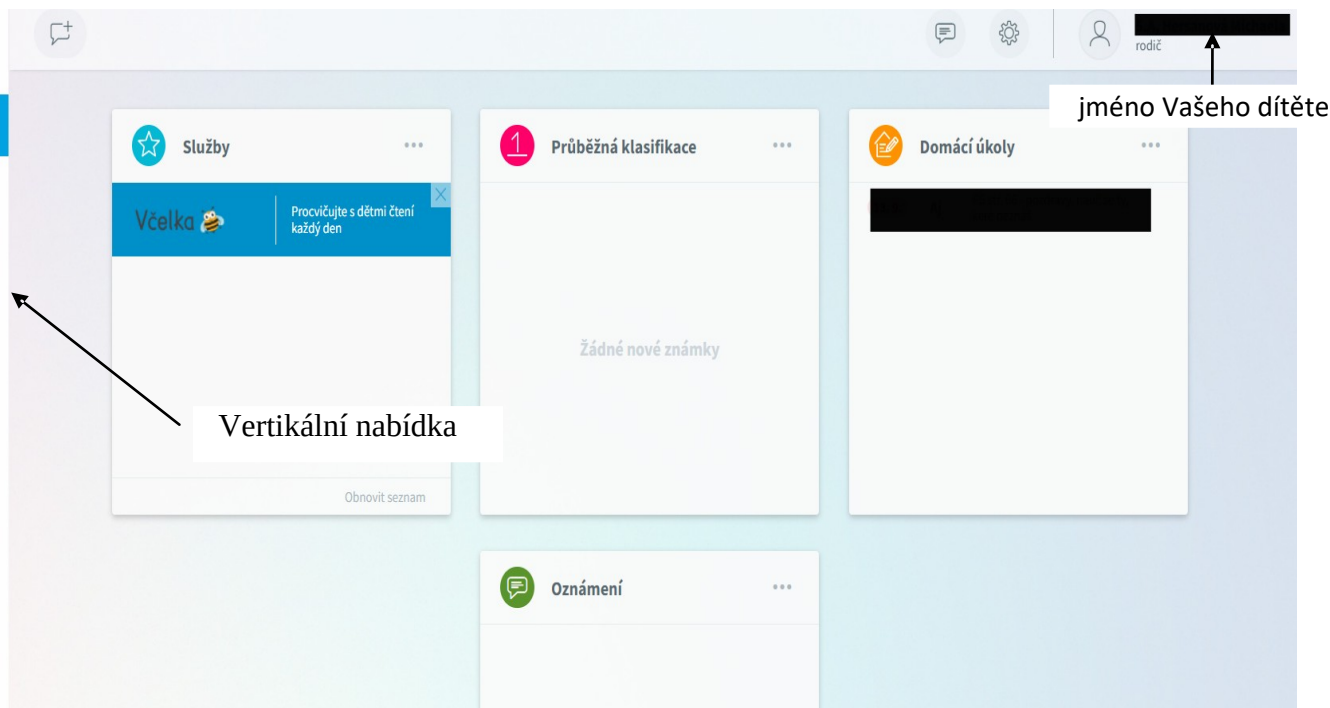 rodič
jméno Vašeho dítěte
Služby
Průběžná klasifikace
Domácí úkoly
Včelka
Procvičujte s dětmi čtení
každý den
Žádné nové známky
Vertikální nabídka
Obnovit seznam
Oznámení